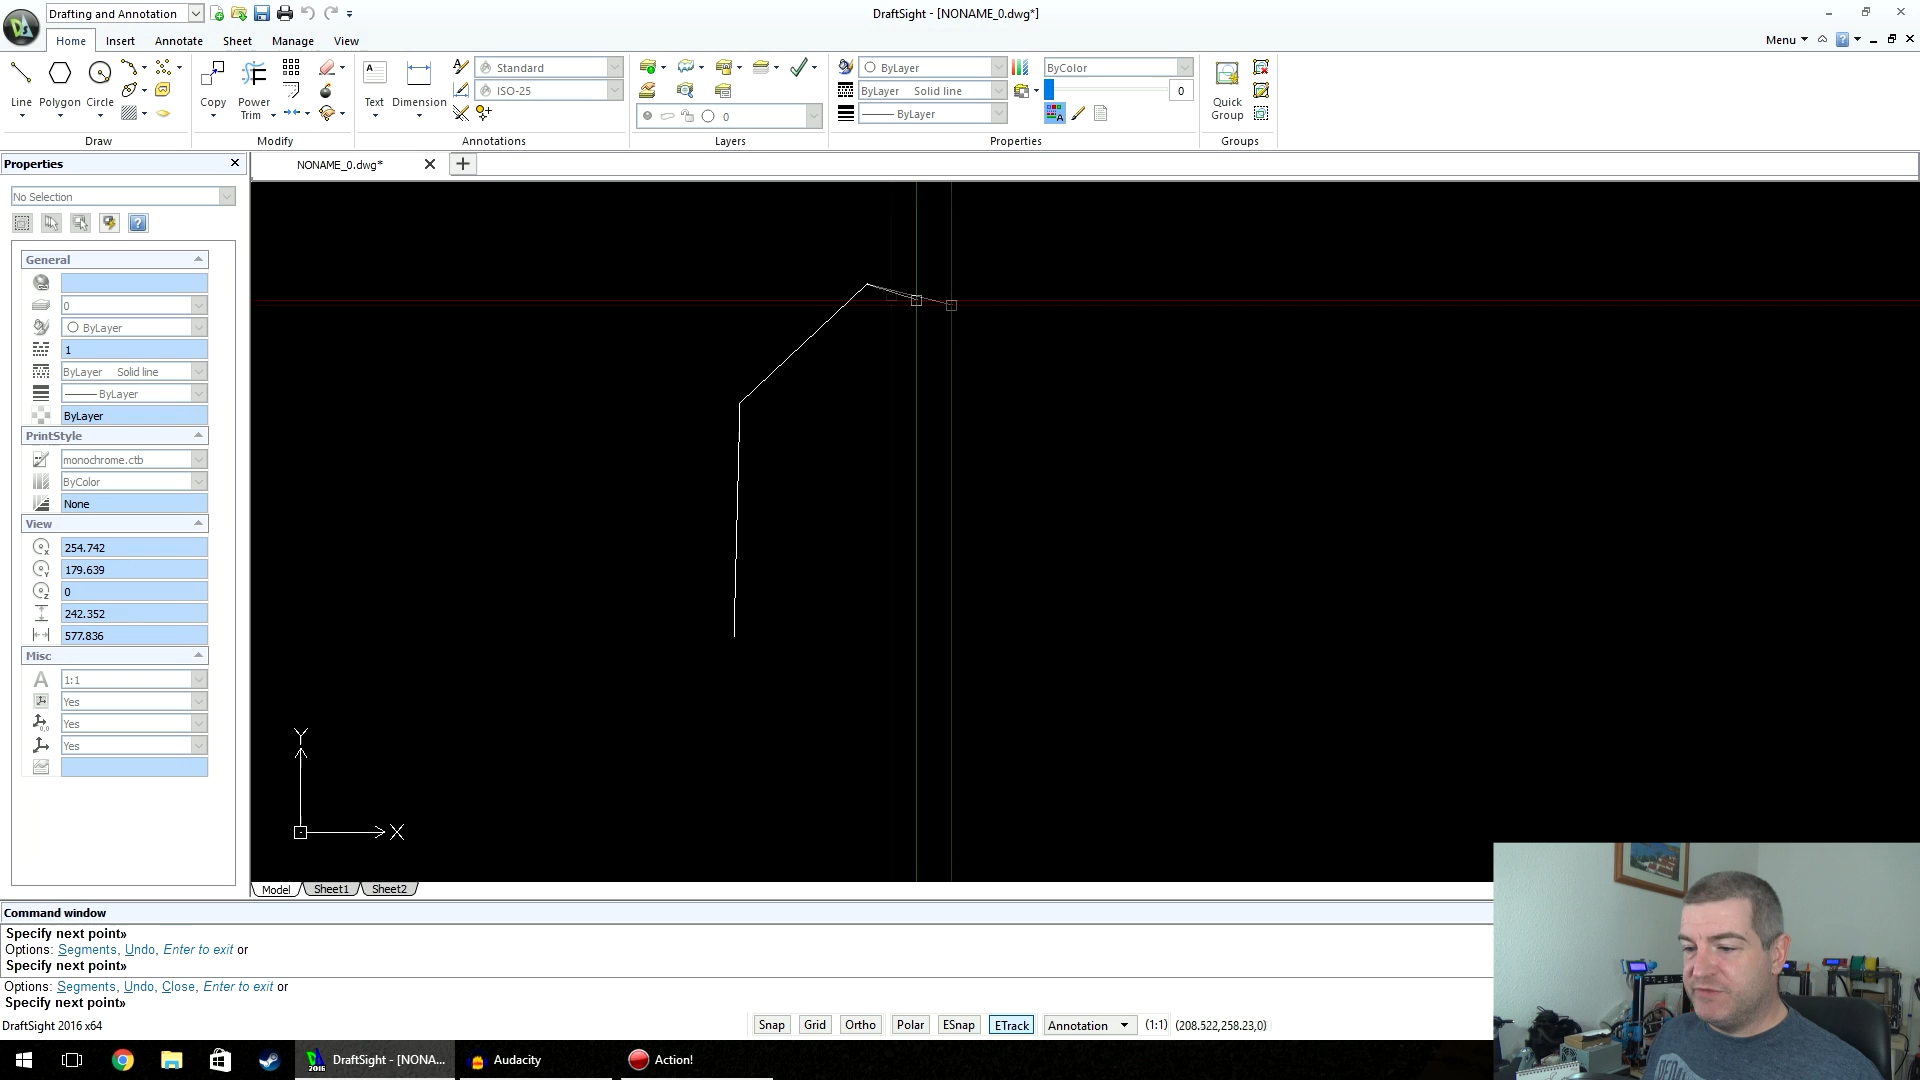 Drafting and Annotation
DraftSight - [NONAME_0.dwg*]
Home Insert Annotate Sheet Manage View
Menu
Line Polygon Circle
Draw
Copy Power Trim
Modify
Text Dimension
Standard
ISO-25
Annotations
0
Layers
ByLayer
ByLayer Solid line
ByLayer
ByColor
0
Properties
Quick Group
Groups
Properties
NONAME_0.dwg*
No Selection
General
0
ByLayer
1
ByLayer Solid line
ByLayer
ByLayer
PrintStyle
monochrome.ctb
ByColor
None
View
254.742
179.639
0
242.352
577.836
Misc
1:1
Yes
Yes
Yes
Y
X
Model Sheet1 Sheet2
Command window
Specify next point»
Options: Segments, Undo, Enter to exit or
Specify next point»
Options: Segments, Undo, Close, Enter to exit or
Specify next point»
DraftSight 2016 x64
Snap Grid Ortho Polar ESnap ETrack Annotation (1:1) (208.522,258.23,0)
DraftSight - [NONA...
Audacity
Action!